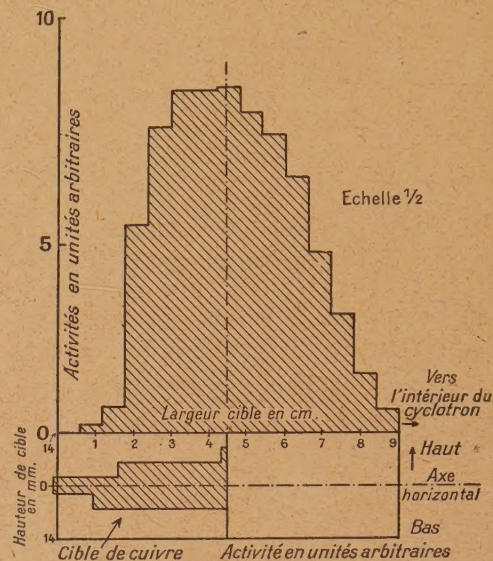 10
Activités en unités arbitraires
Echelle 1/2
5
Vers
l'intérieur du
cyclotron
Largeur cible en cm.
0
1 2 3 4 5 6 7 8 9
14
Hauteur de cible
en mm.
0
14
Haut
Axe
horizontal
Bas
Cible de cuivre
Activité en unités arbitraires